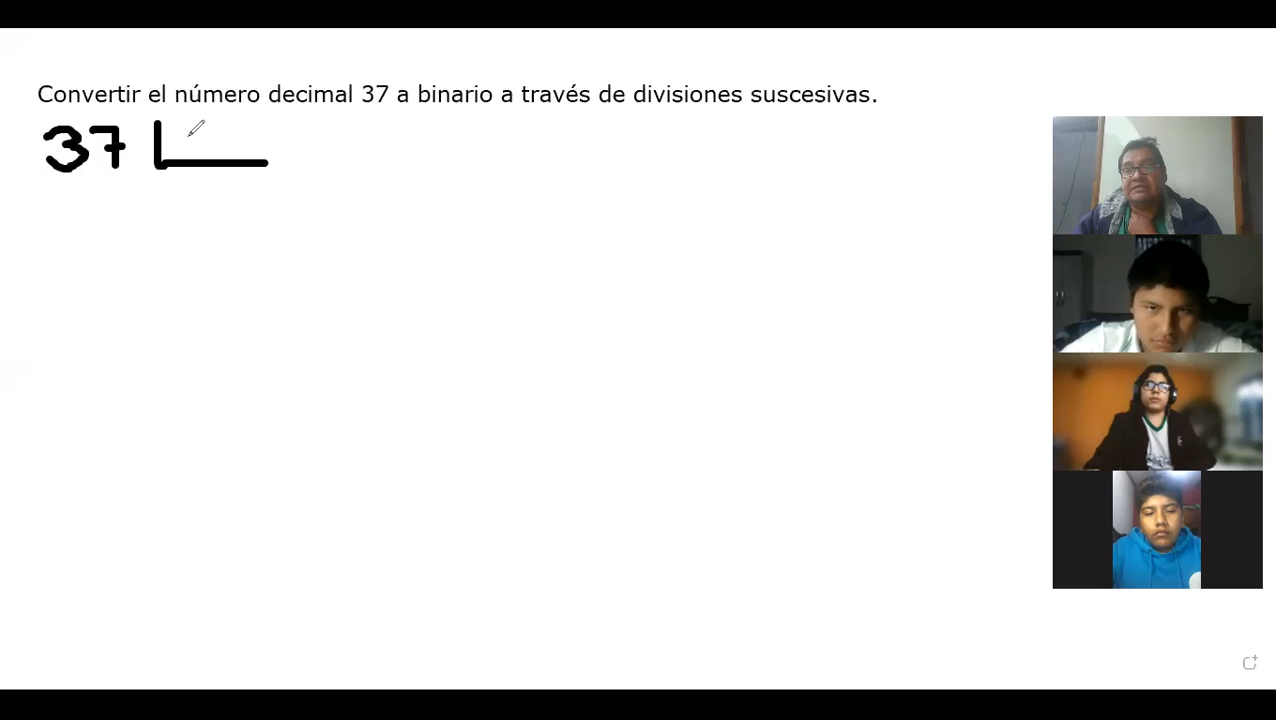 Convertir el número decimal 37 a binario a través de divisiones suscesivas.
37